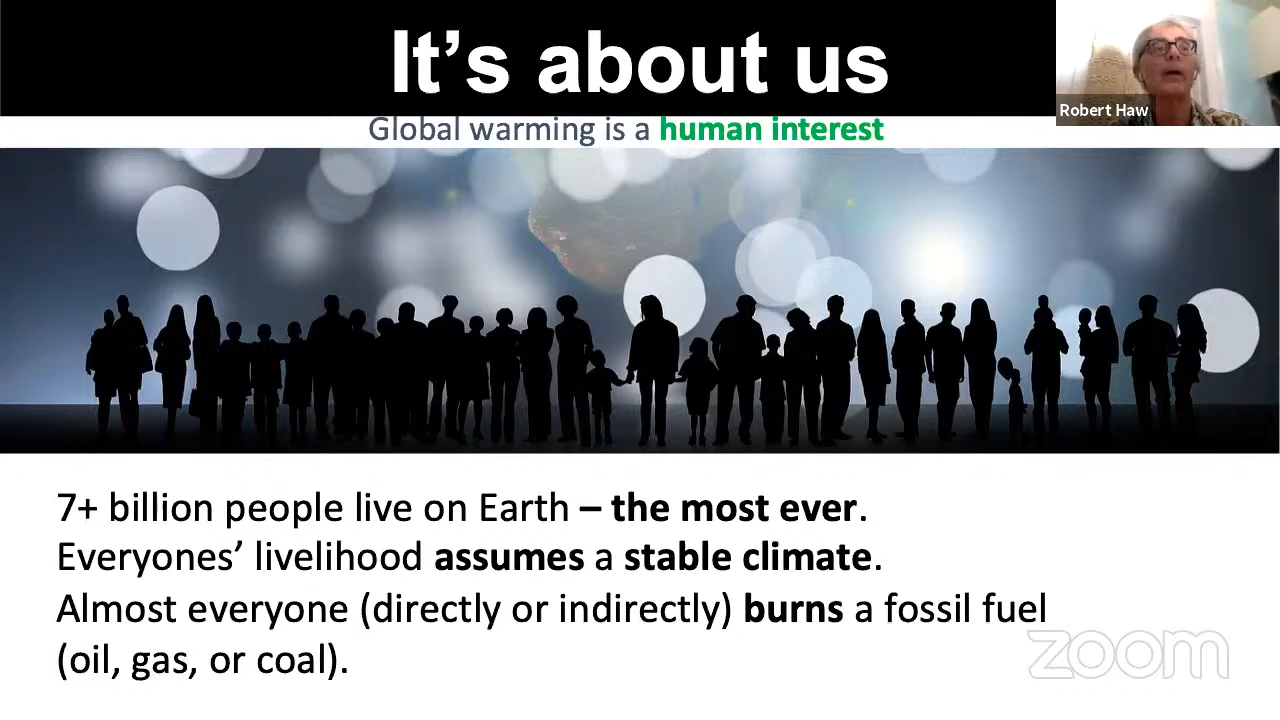 It’s about us
Robert Haw
Global warming is a human interest
7+ billion people live on Earth – the most ever.
Everyones’ livelihood assumes a stable climate.
Almost everyone (directly or indirectly) burns a fossil fuel
(oil, gas, or coal).
zoom